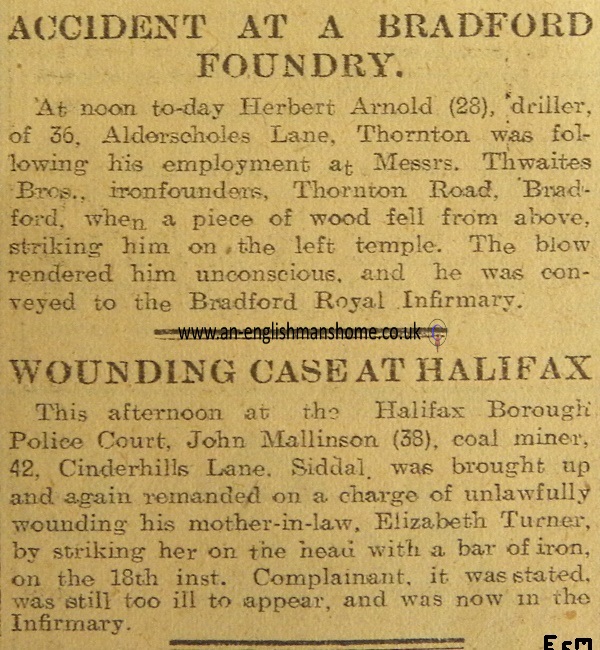 ACCIDENT AT A BRADFORD
FOUNDRY.
At noon to-day Herbert Arnold (28), driller,
of 36, Alderscholes Lane, Thornton was fol-
lowing his employment at Messrs. Thwaites
Bros., ironfounders, Thornton Road, Brad-
ford, when a piece of wood fell from above,
striking him on the left temple. The blow
rendered him unconscious, and he was con-
veyed to the Bradford Royal Infirmary.
www.an-englishmanshome.co.uk
WOUNDING CASE AT HALIFAX
This afternoon at the Halifax Borough
Police Court, John Mallinson (38), coal miner,
42, Cinderhills Lane, Siddal, was brought up
and again remanded on a charge of unlawfully
wounding his mother-in-law, Elizabeth Turner,
by striking her on the head with a bar of iron,
on the 18th inst. Complainant, it was stated,
was still too ill to appear, and was now in the
Infirmary.